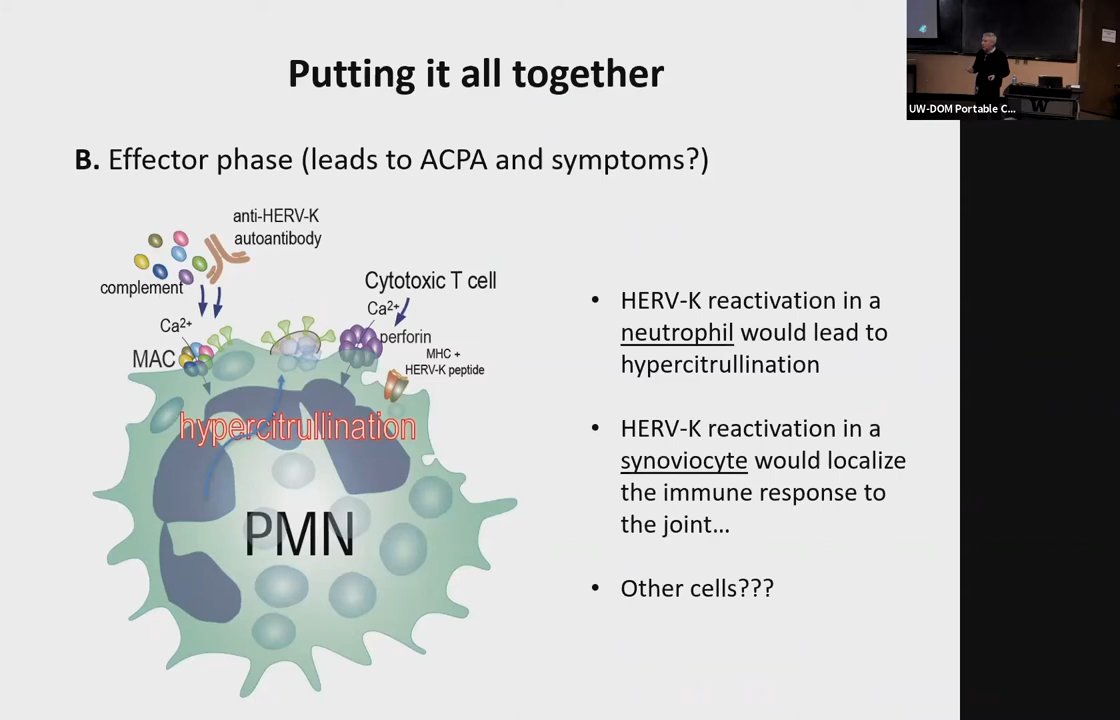 Putting it all together
UW-DOM Portable C...
W
B. Effector phase (leads to ACPA and symptoms?)
anti-HERV-K
autoantibody
complement
Cytotoxic T cell
Ca2+
Ca2+
perforin
MAC
MHC +
HERV-K peptide
hypercitrullination
PMN
• HERV-K reactivation in a
neutrophil would lead to
hypercitrullination
• HERV-K reactivation in a
synoviocyte would localize
the immune response to
the joint…
• Other cells???